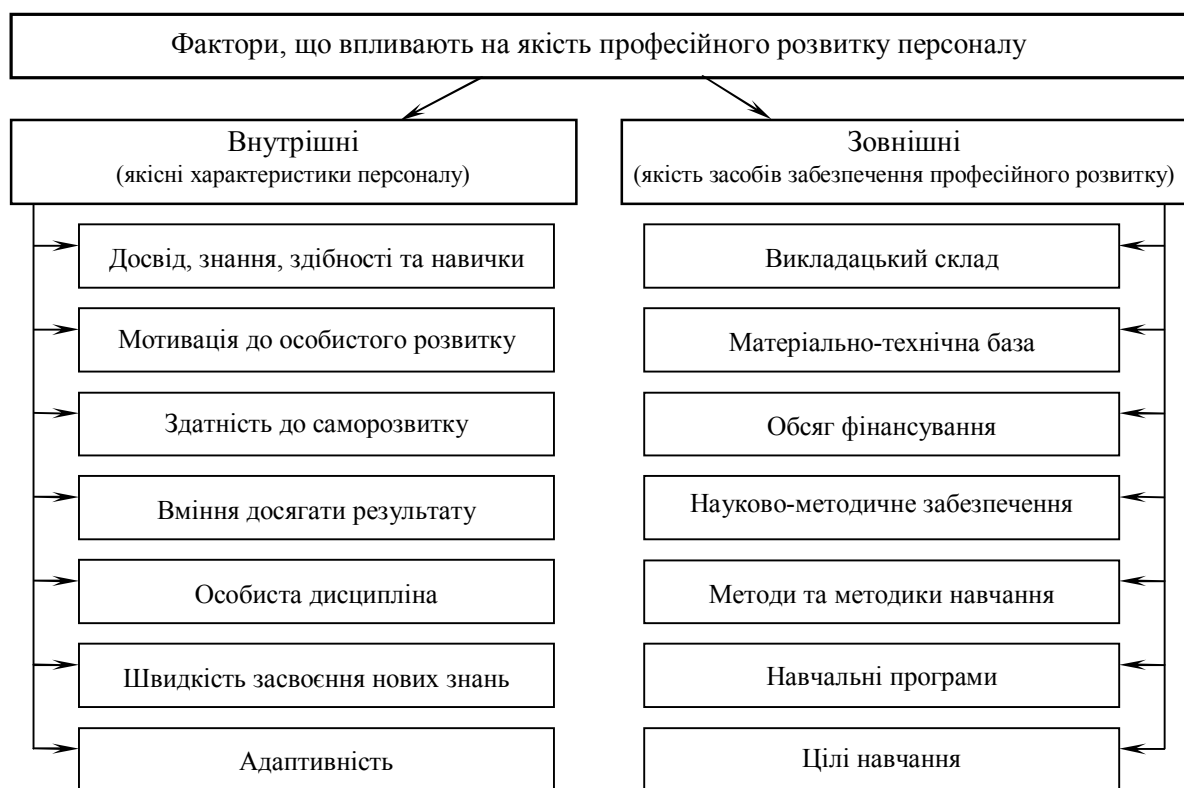 Фактори, що впливають на якість професійного розвитку персоналу
Внутрішні
(якісні характеристики персоналу)
Досвід, знання, здібності та навички
Мотивація до особистого розвитку
Здатність до саморозвитку
Вміння досягати результату
Особиста дисципліна
Швидкість засвоєння нових знань
Адаптивність
Зовнішні
(якість засобів забезпечення професійного розвитку)
Викладацький склад
Матеріально-технічна база
Обсяг фінансування
Науково-методичне забезпечення
Методи та методики навчання
Навчальні програми
Цілі навчання